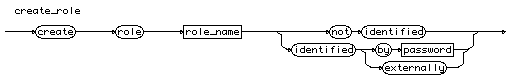 create_role
create role role_name not identified
identified by password
externally